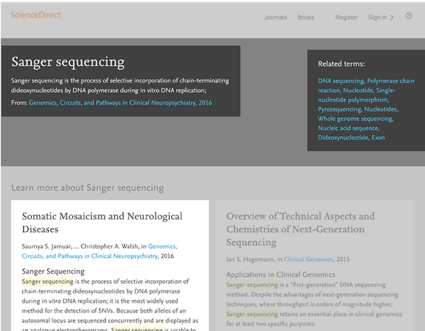 ScienceDirect
Journals Books Register Sign in
Sanger sequencing
Sanger sequencing is the process of selective incorporation of chain-terminating
dideoxynucleotides by DNA polymerase during in vitro DNA replication;
From: Genomics, Circuits, and Pathways in Clinical Neuropsychiatry, 2016
Related terms:
DNA sequencing, Polymerase chain
reaction, Nucleotide, Single-
nucleotide polymorphism,
Pyrosequencing, Nucleotides,
Whole genome sequencing,
Nucleic acid sequence,
Dideoxynucleotide, Exon
Learn more about Sanger sequencing
Somatic Mosaicism and Neurological
Diseases
Saumya S. Jamuar, ... Christopher A. Walsh, in Genomics,
Circuits, and Pathways in Clinical Neuropsychiatry, 2016
Sanger Sequencing
Sanger sequencing is the process of selective incorporation of
chain-terminating dideoxynucleotides by DNA polymerase
during in vitro DNA replication; it is the most widely used
method for the detection of SNVs. Because both alleles of an
autosomal locus are sequenced concurrently and are displayed as
an analogue electropherogram, Sanger sequencing is unable to
Overview of Technical Aspects and
Chemistries of Next-Generation
Sequencing
Ian S. Hagemann, in Clinical Genomics, 2015
Applications in Clinical Genomics
Sanger sequencing is a "first-generation" DNA sequencing
method. Despite the advantages of next-generation sequencing
techniques, where throughput is orders of magnitude higher,
Sanger sequencing retains an essential place in clinical genomics
for at least two specific purposes.